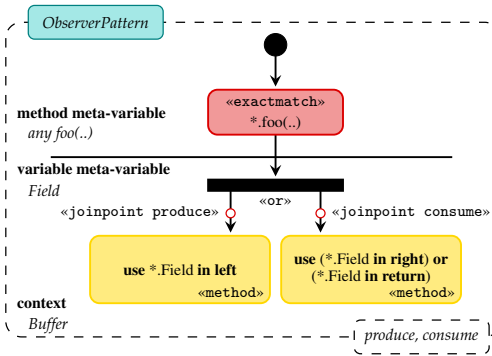 ObserverPattern
«exactmatch»
*.foo(..)
method meta-variable
any foo(..)
variable meta-variable
Field
«or»
«joinpoint produce»
«joinpoint consume»
use *.Field in left
«method»
use (*.Field in right) or
(*.Field in return)
«method»
context
Buffer
produce, consume